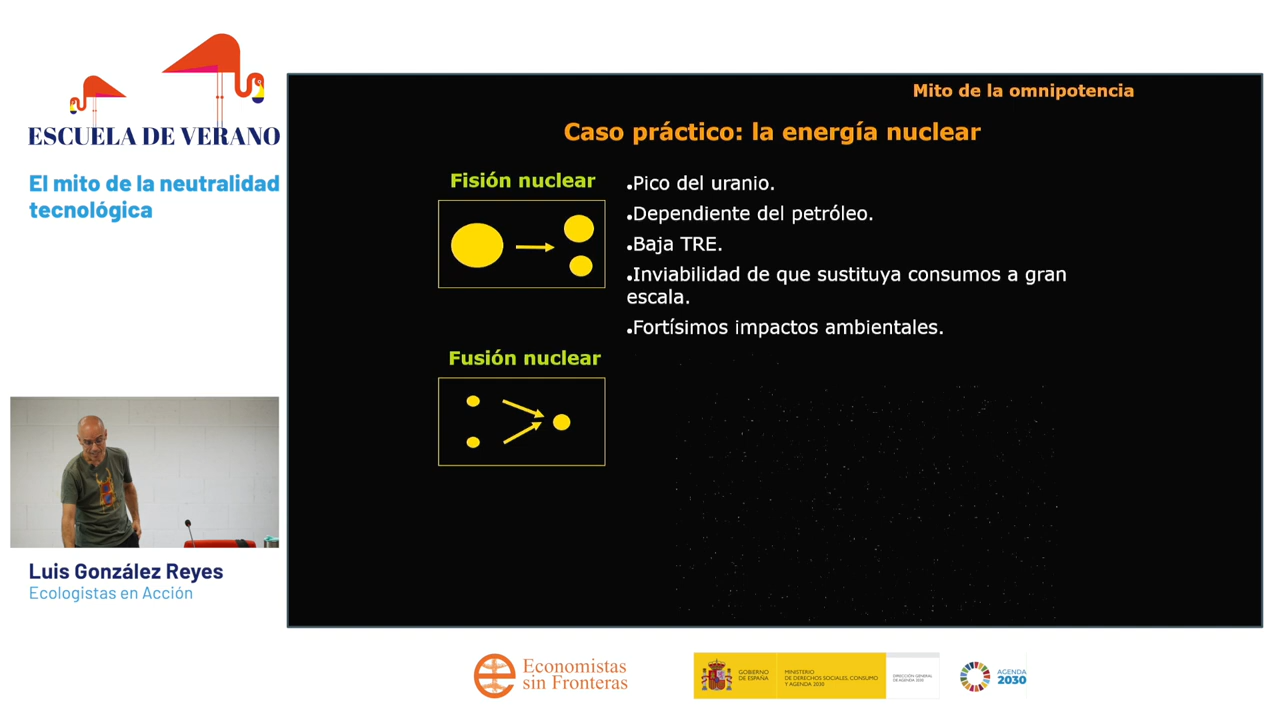 ESCUELA DE VERANO
El mito de la neutralidad
tecnológica
Mito de la omnipotencia
Caso práctico: la energía nuclear
Fisión nuclear
•Pico del uranio.
•Dependiente del petróleo.
•Baja TRE.
•Inviabilidad de que sustituya consumos a gran
escala.
•Fortísimos impactos ambientales.
Fusión nuclear
Luis González Reyes
Ecologistas en Acción
Economistas
sin Fronteras
GOBIERNO
DE ESPAÑA
MINISTERIO
DE DERECHOS SOCIALES, CONSUMO
Y AGENDA 2030
DIRECCIÓN GENERAL
DE AGENDA 2030
AGENDA
2030